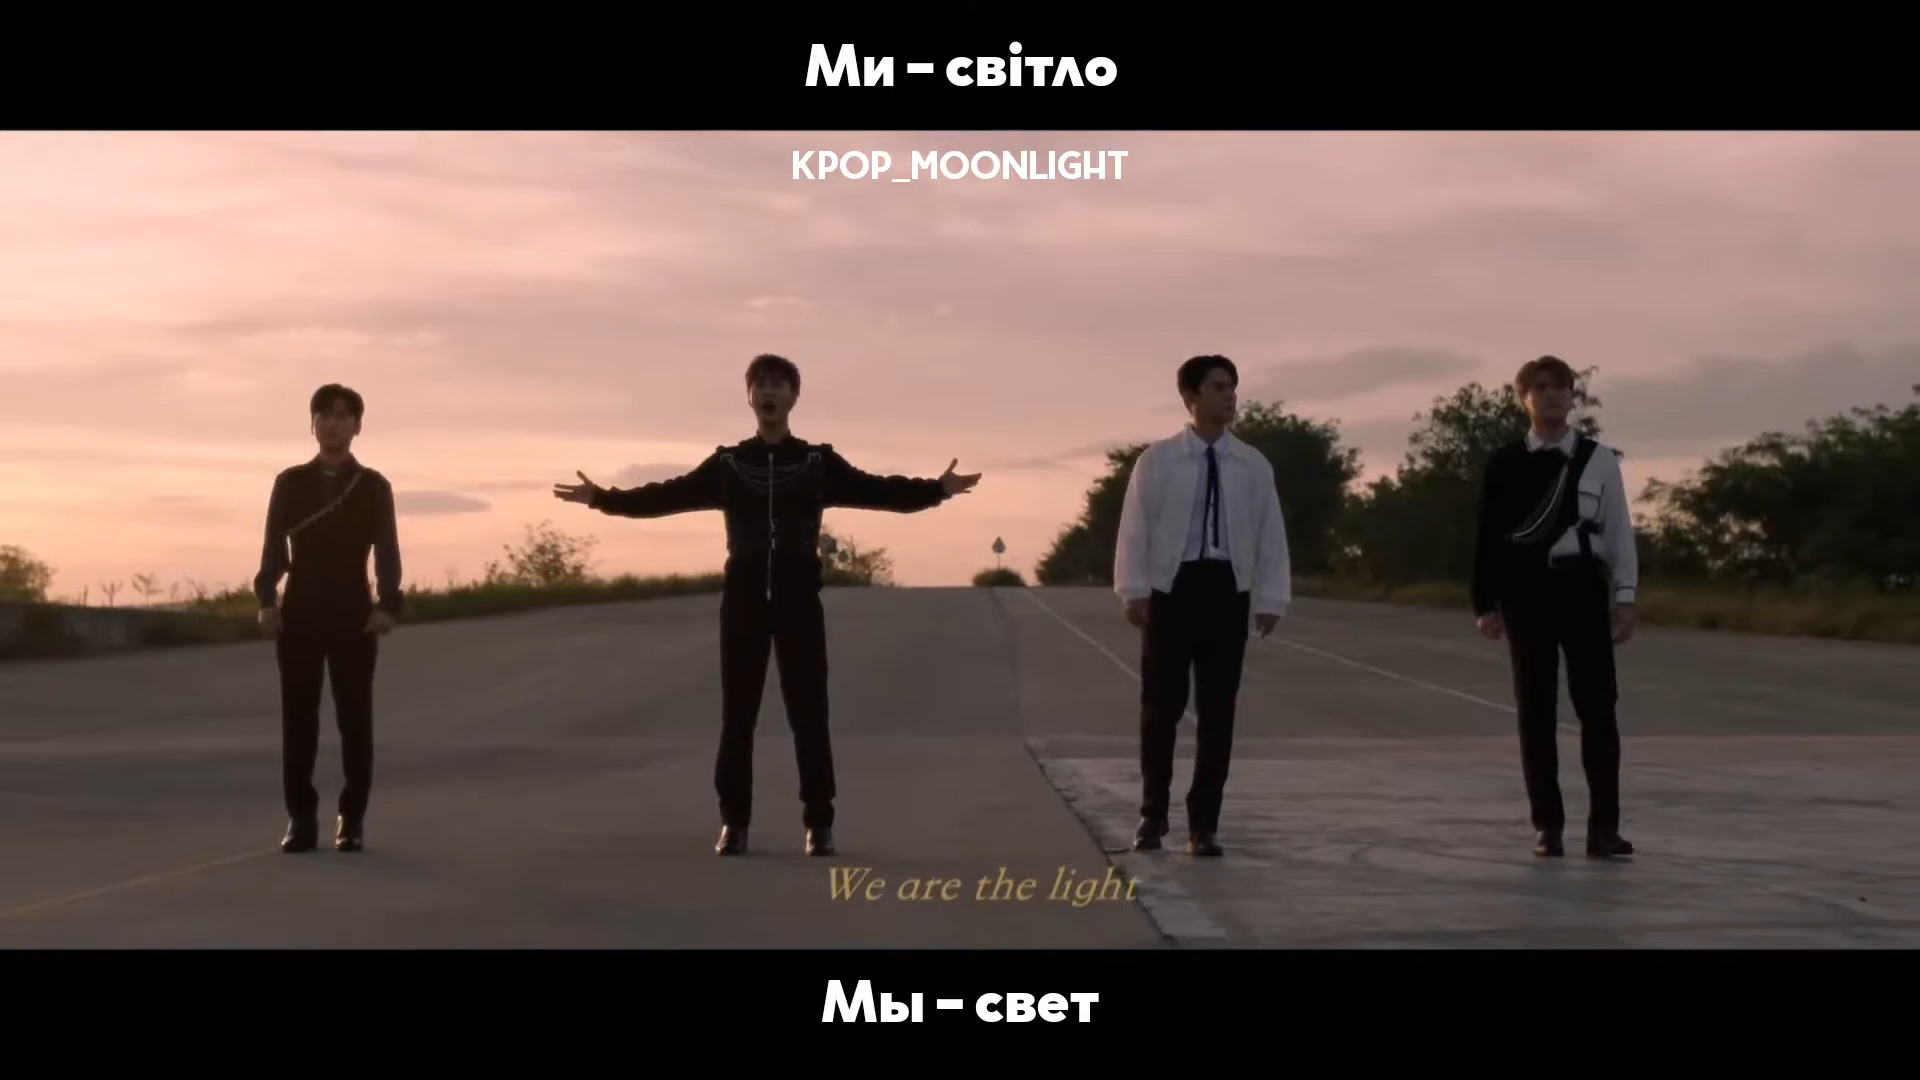 Ми – світло
KPOP_MOONLIGHT
We are the light
Мы – свет